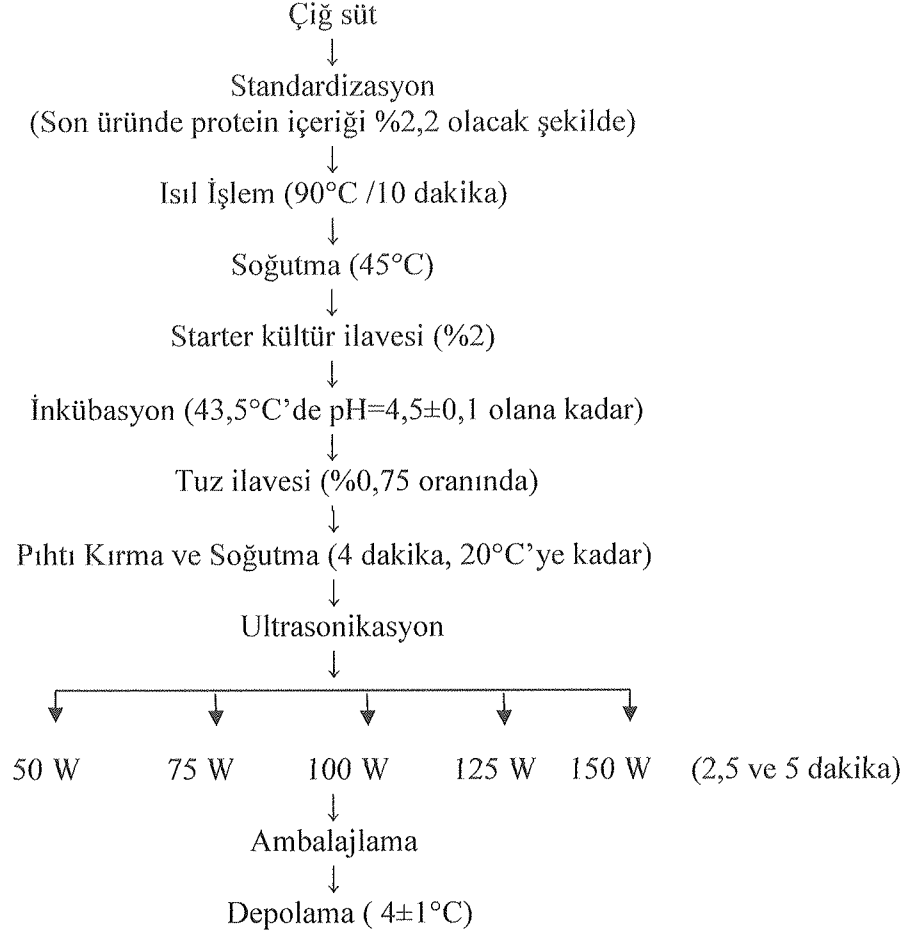 Çiğ süt
↓
Standardizasyon
(Son üründe protein içeriği %2,2 olacak şekilde)
↓
Isıl İşlem (90°C /10 dakika)
↓
Soğutma (45°C)
↓
Starter kültür ilavesi (%2)
↓
İnkübasyon (43,5°C’de pH=4,5±0,1 olana kadar)
↓
Tuz ilavesi (%0,75 oranında)
↓
Pıhtı Kırma ve Soğutma (4 dakika, 20°C’ye kadar)
↓
Ultrasonikasyon
↓
50 W 75 W 100 W 125 W 150 W (2,5 ve 5 dakika)
↓
Ambalajlama
↓
Depolama ( 4±1°C)